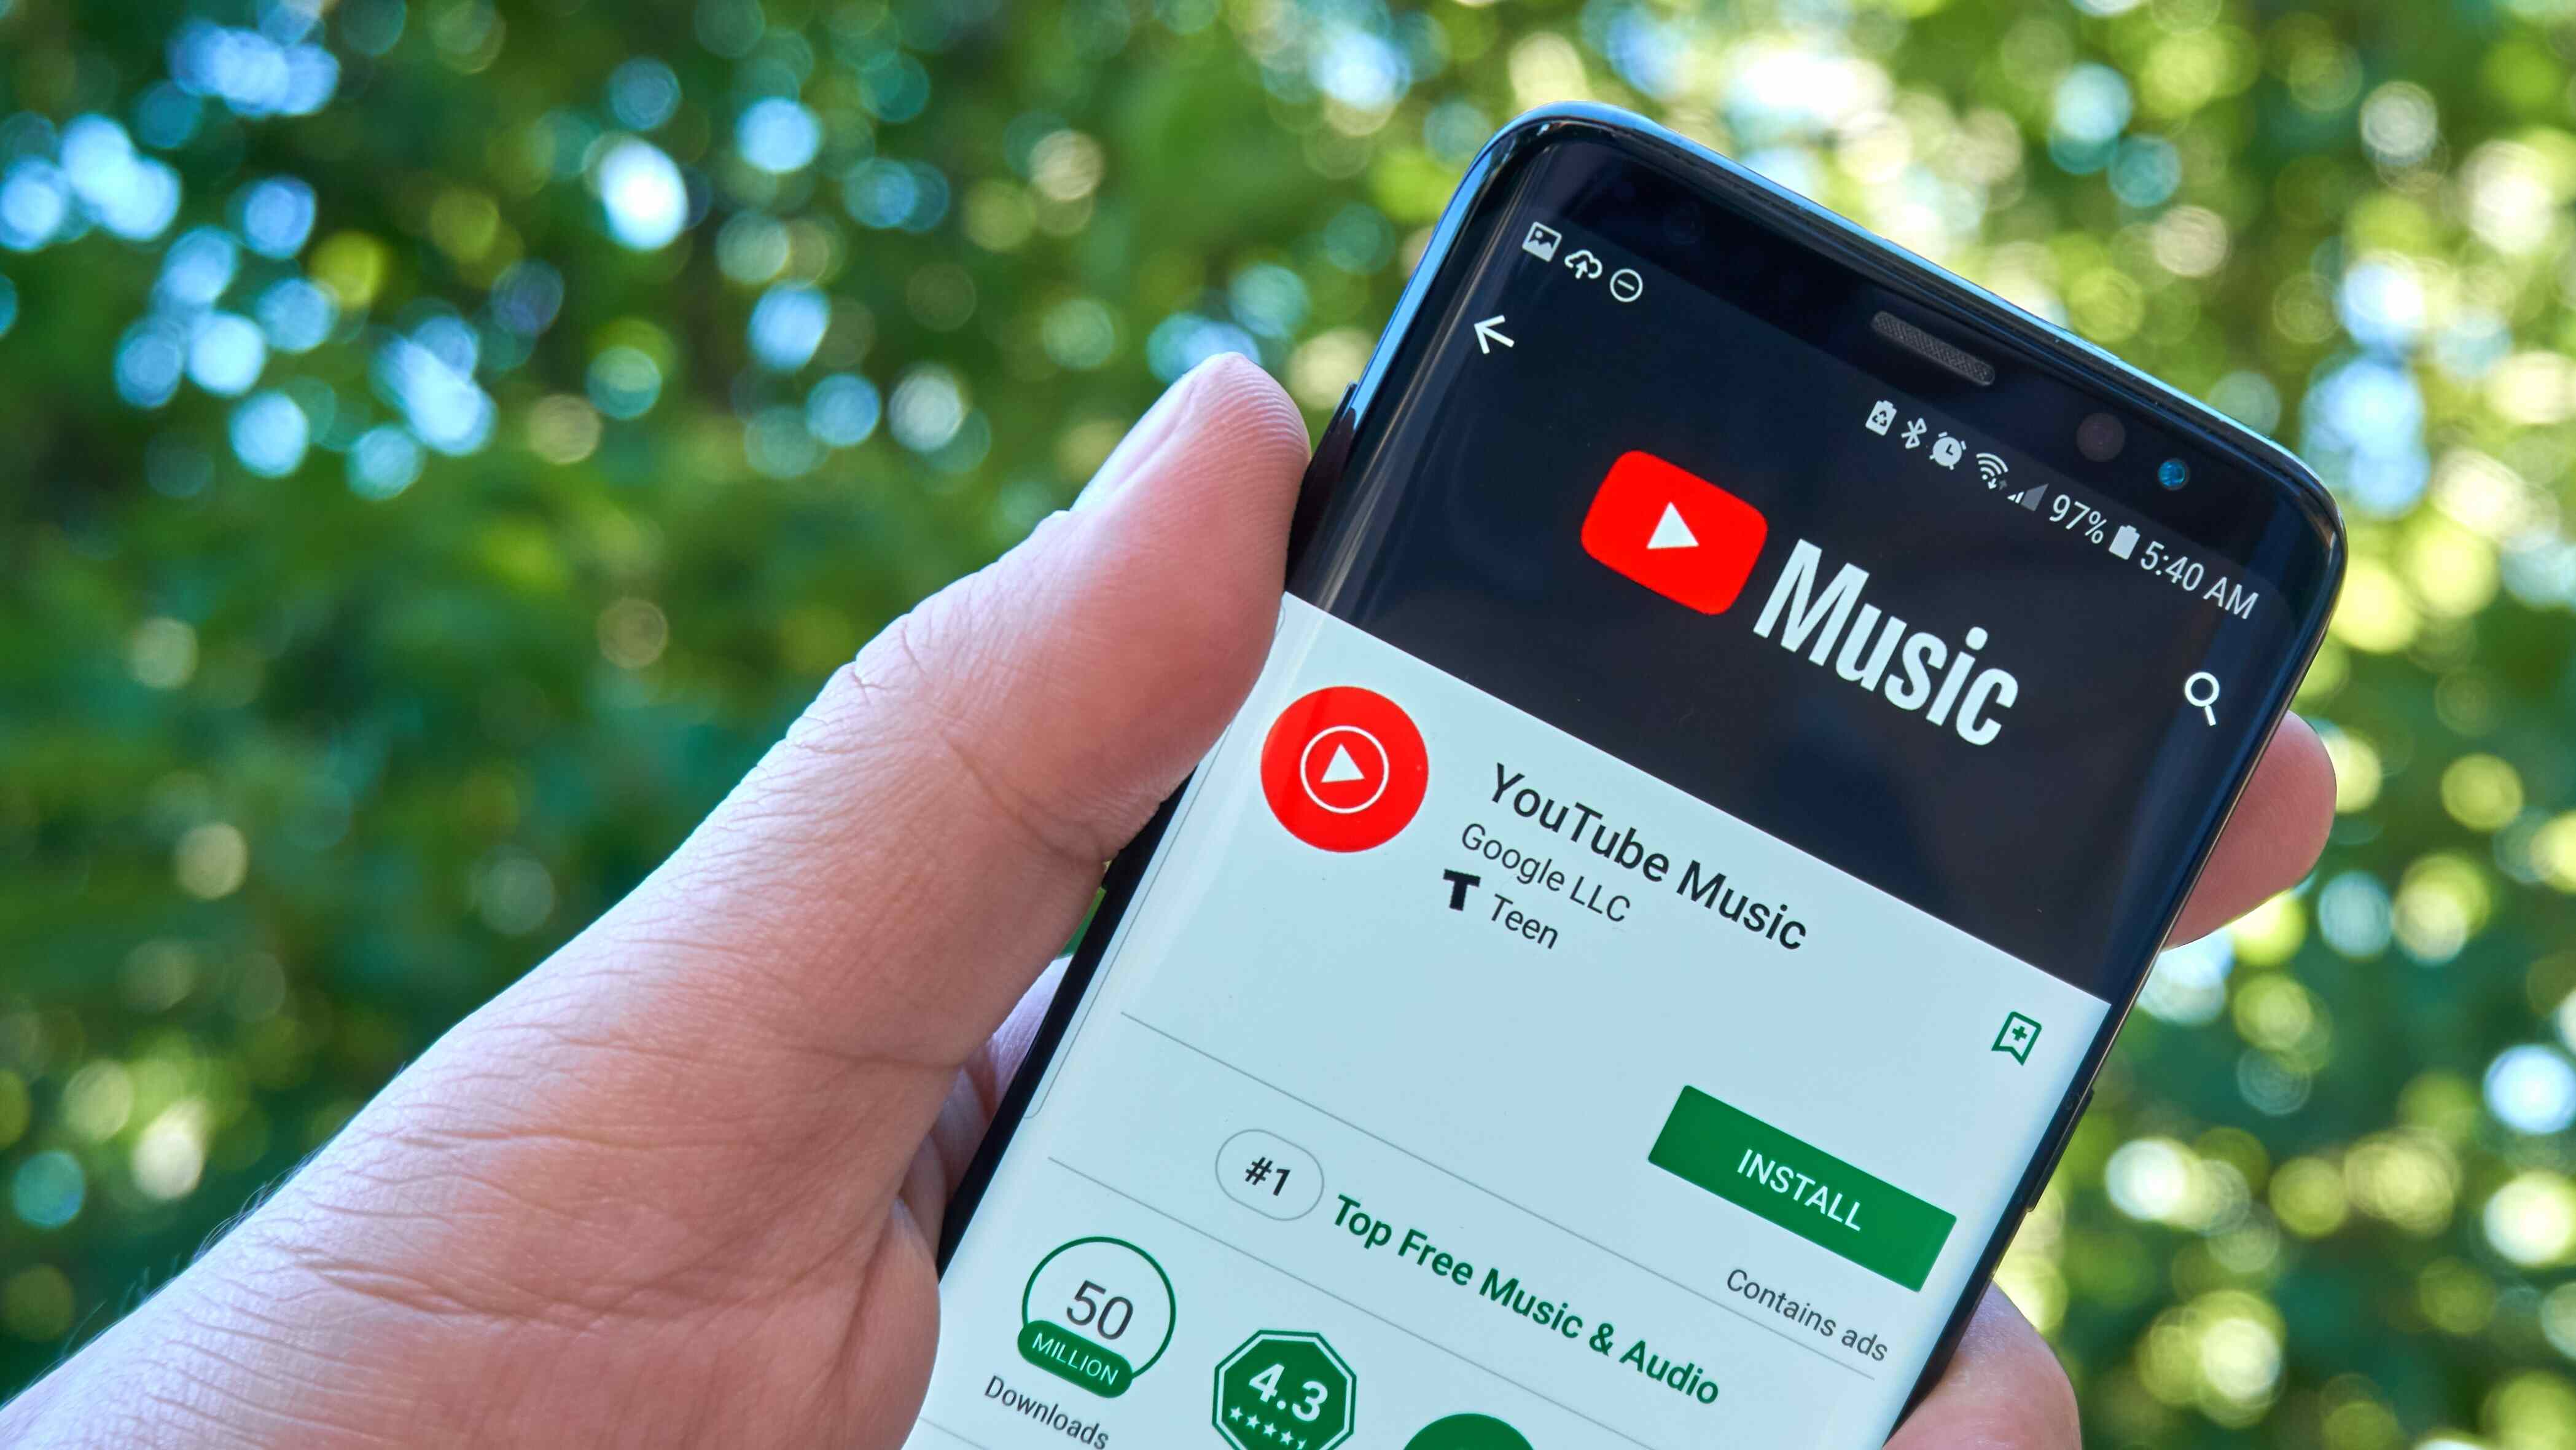 97% 5:40 AM
Music
YouTube Music
Google LLC
T Teen
INSTALL
Contains ads
#1 Top Free Music & Audio
50
MILLION
Downloads
4.3